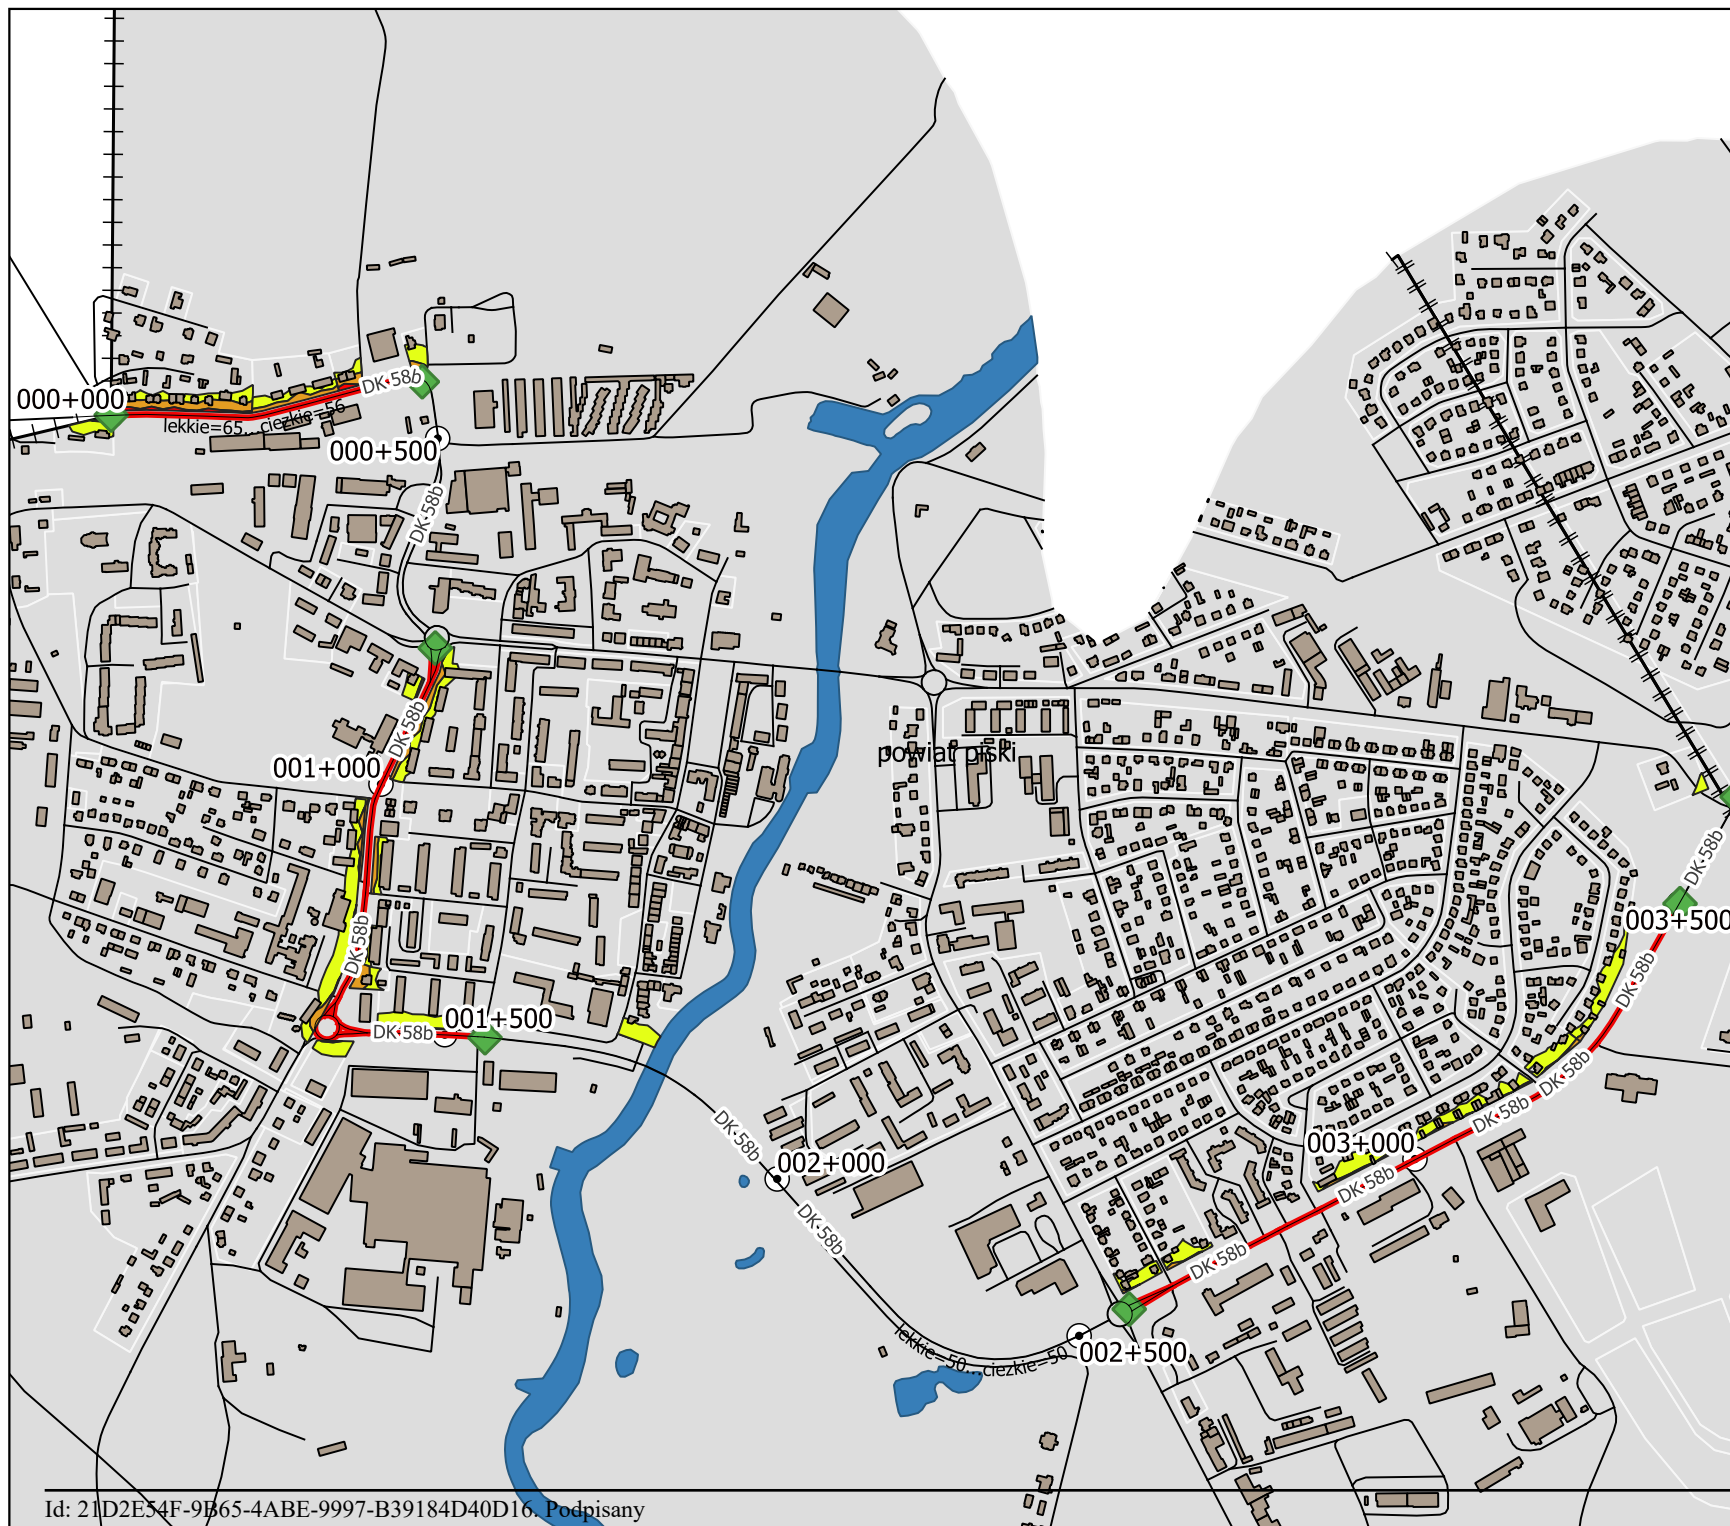 000+000
DK-58b
lekkie=65...ciezkie=56
000+500
DK-58b
DK-58b
001+000
powiat piski
DK-58b
DK-58b
003+500
DK-58b
DK-58b
001+500
DK-58b
DK-58b
DK-58b
003+000
002+000
DK-58b
DK-58b
DK-58b
lekkie=50...ciezkie=50
002+500
Id: 21D2E54F-9B65-4ABE-9997-B39184D40D16. Podpisany